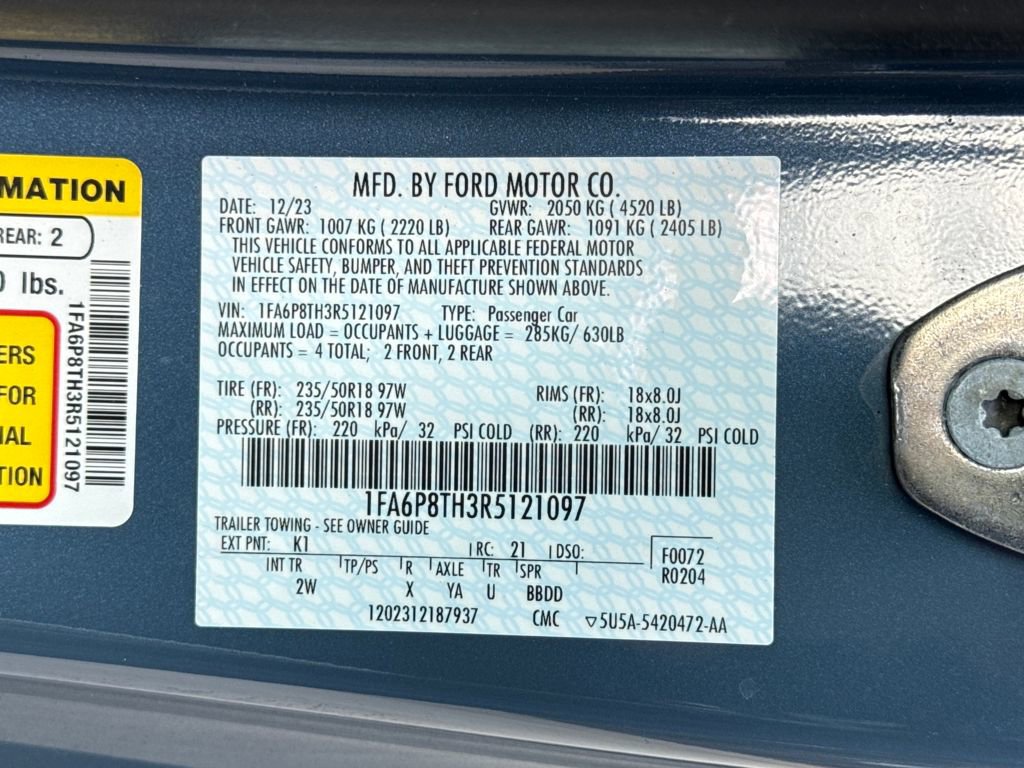 MATION
REAR: 2
0 lbs.
ERS
FOR
IAL
TION
1FA6P8TH3R5121097
MFD. BY FORD MOTOR CO.
DATE: 12/23 GVWR: 2050 KG ( 4520 LB)
FRONT GAWR: 1007 KG ( 2220 LB) REAR GAWR: 1091 KG ( 2405 LB)
THIS VEHICLE CONFORMS TO ALL APPLICABLE FEDERAL MOTOR
VEHICLE SAFETY, BUMPER, AND THEFT PREVENTION STANDARDS
IN EFFECT ON THE DATE OF MANUFACTURE SHOWN ABOVE.
VIN: 1FA6P8TH3R5121097 TYPE: Passenger Car
MAXIMUM LOAD = OCCUPANTS + LUGGAGE = 285KG/ 630LB
OCCUPANTS = 4 TOTAL; 2 FRONT, 2 REAR
TIRE (FR): 235/50R18 97W RIMS (FR): 18x8.0J
(RR): 235/50R18 97W (RR): 18x8.0J
PRESSURE (FR): 220 kPa/ 32 PSI COLD (RR): 220 kPa/ 32 PSI COLD
1FA6P8TH3R5121097
TRAILER TOWING - SEE OWNER GUIDE
EXT PNT: K1 RC: 21 DSO: F0072
R0204
INT TR TP/PS R AXLE TR SPR
2W X YA U BBDD
1202312187937 CMC ▽5U5A-5420472-AA